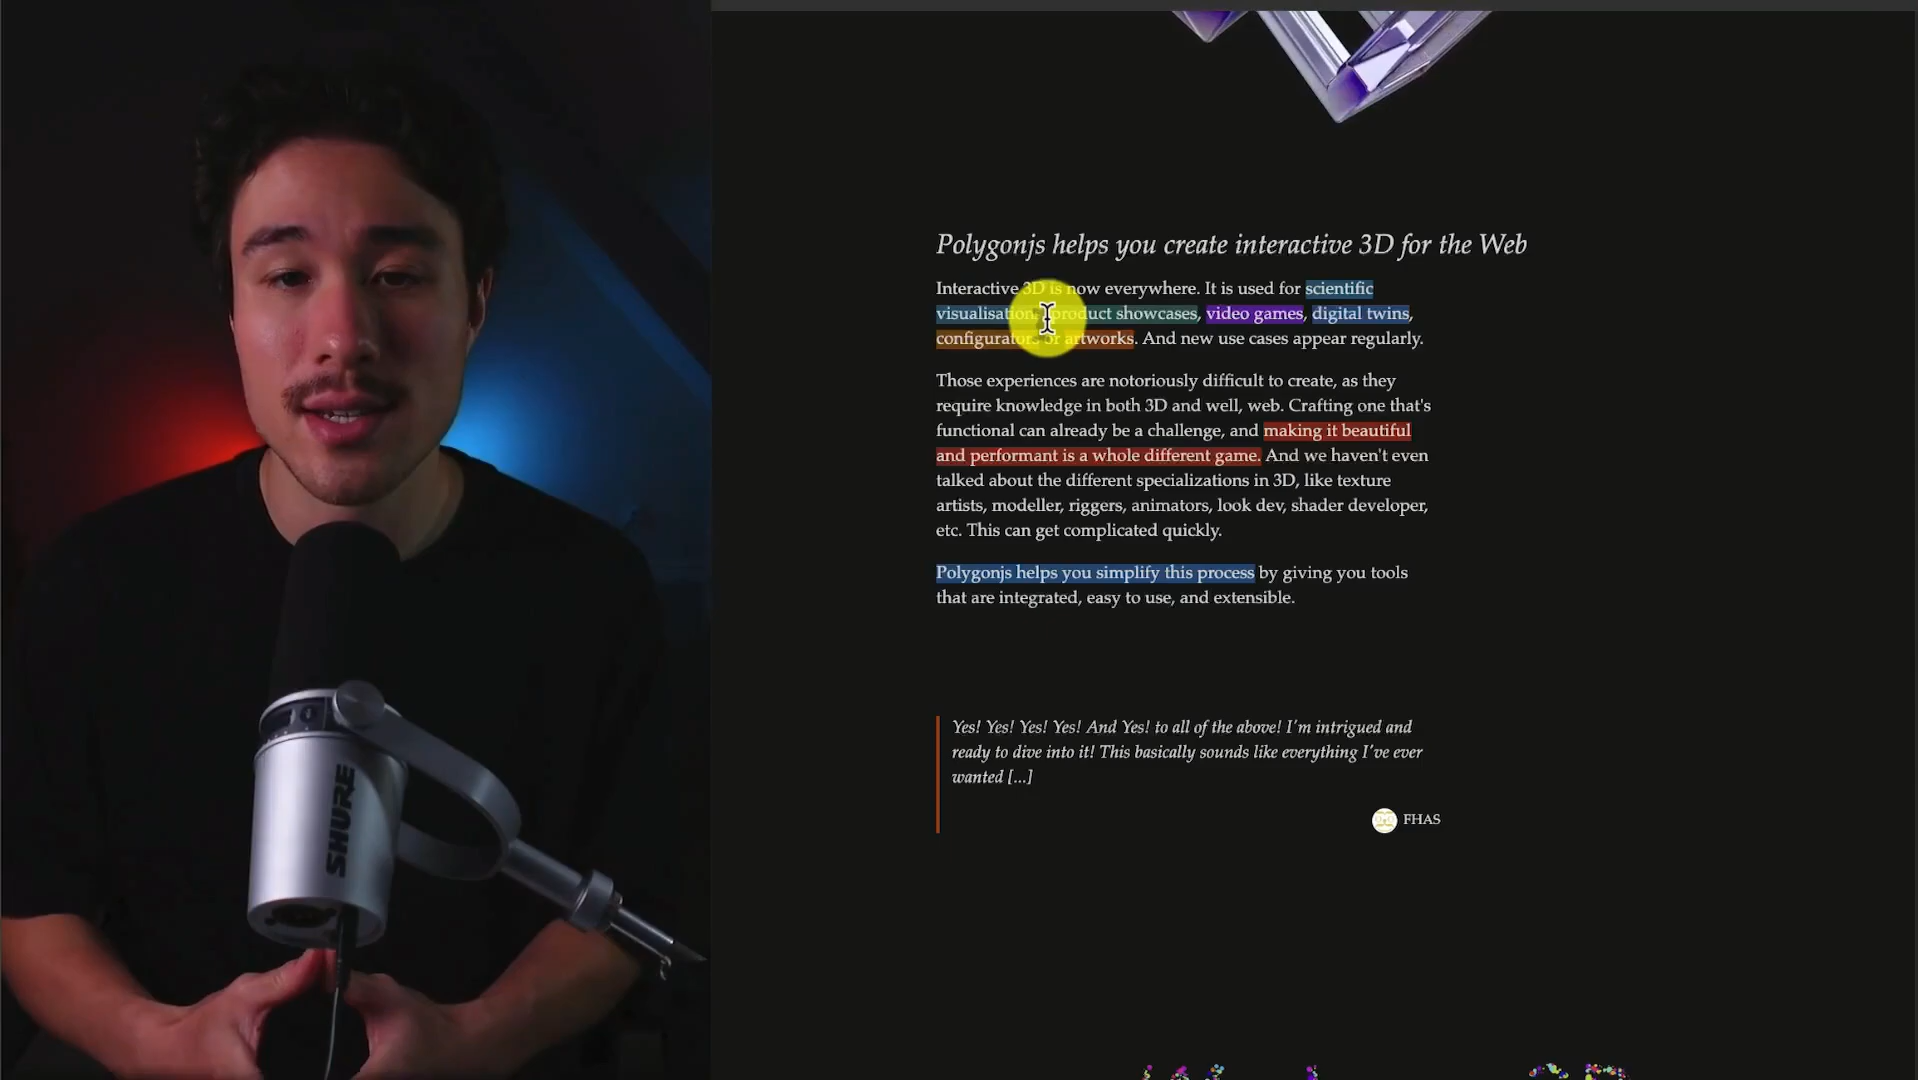 Polygonjs helps you create interactive 3D for the Web
Interactive 3D is now everywhere. It is used for scientific
visualisation, product showcases, video games, digital twins,
configurators or artworks. And new use cases appear regularly.
Those experiences are notoriously difficult to create, as they
require knowledge in both 3D and well, web. Crafting one that's
functional can already be a challenge, and making it beautiful
and performant is a whole different game. And we haven't even
talked about the different specializations in 3D, like texture
artists, modeller, riggers, animators, look dev, shader developer,
etc. This can get complicated quickly.
Polygonjs helps you simplify this process by giving you tools
that are integrated, easy to use, and extensible.
Yes! Yes! Yes! Yes! And Yes! to all of the above! I'm intrigued and
ready to dive into it! This basically sounds like everything I've ever
wanted [...]
FHAS
SHURE